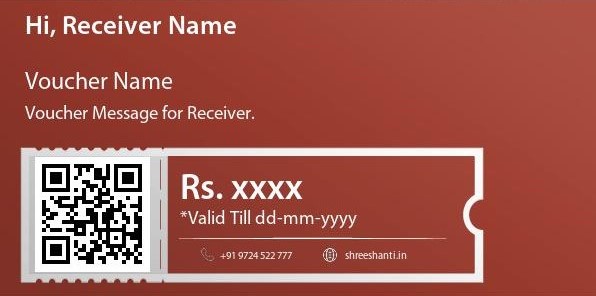 Hi, Receiver Name
Voucher Name
Voucher Message for Receiver.
Rs. xxxx
*Valid Till dd-mm-yyyy
+91 9724 522 777 shreeshanti.in